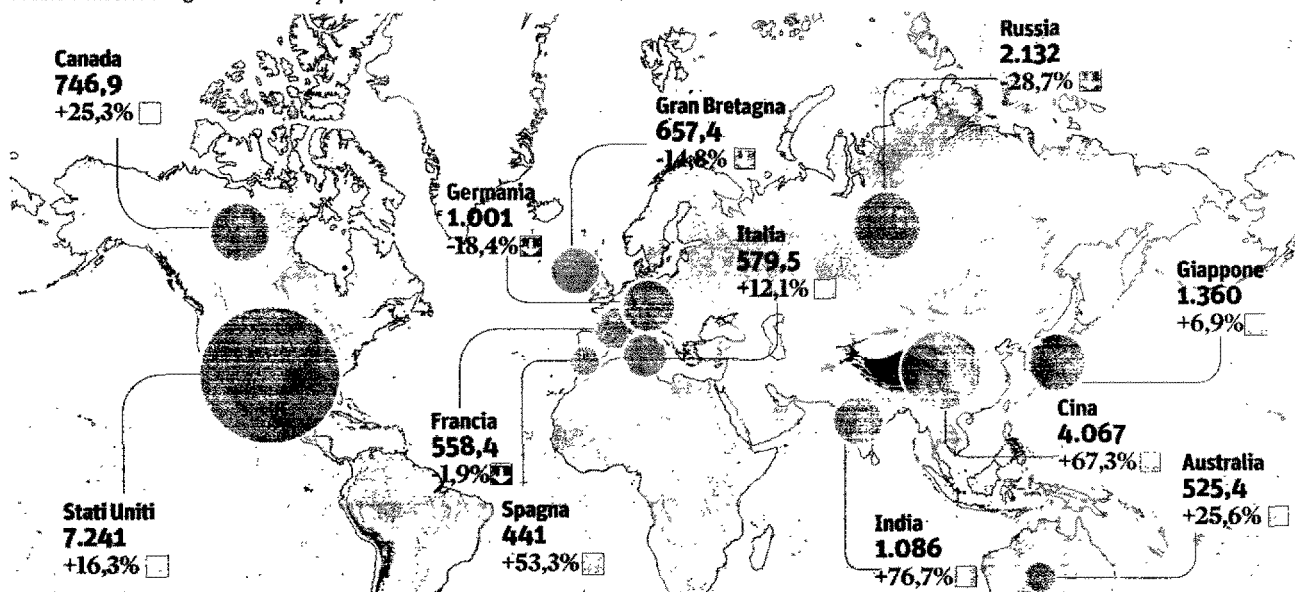 Canada
746,9
+25,3%
Russia
2.132
-28,7%
Gran Bretagna
657,4
-14,8%
Germania
1.001
-18,4%
Italia
579,5
+12,1%
Giappone
1.360
+6,9%
Francia
558,4
-1,9%
Cina
4.067
+67,3%
Australia
525,4
+25,6%
Stati Uniti
7.241
+16,3%
Spagna
441
+53,3%
India
1.086
+76,7%